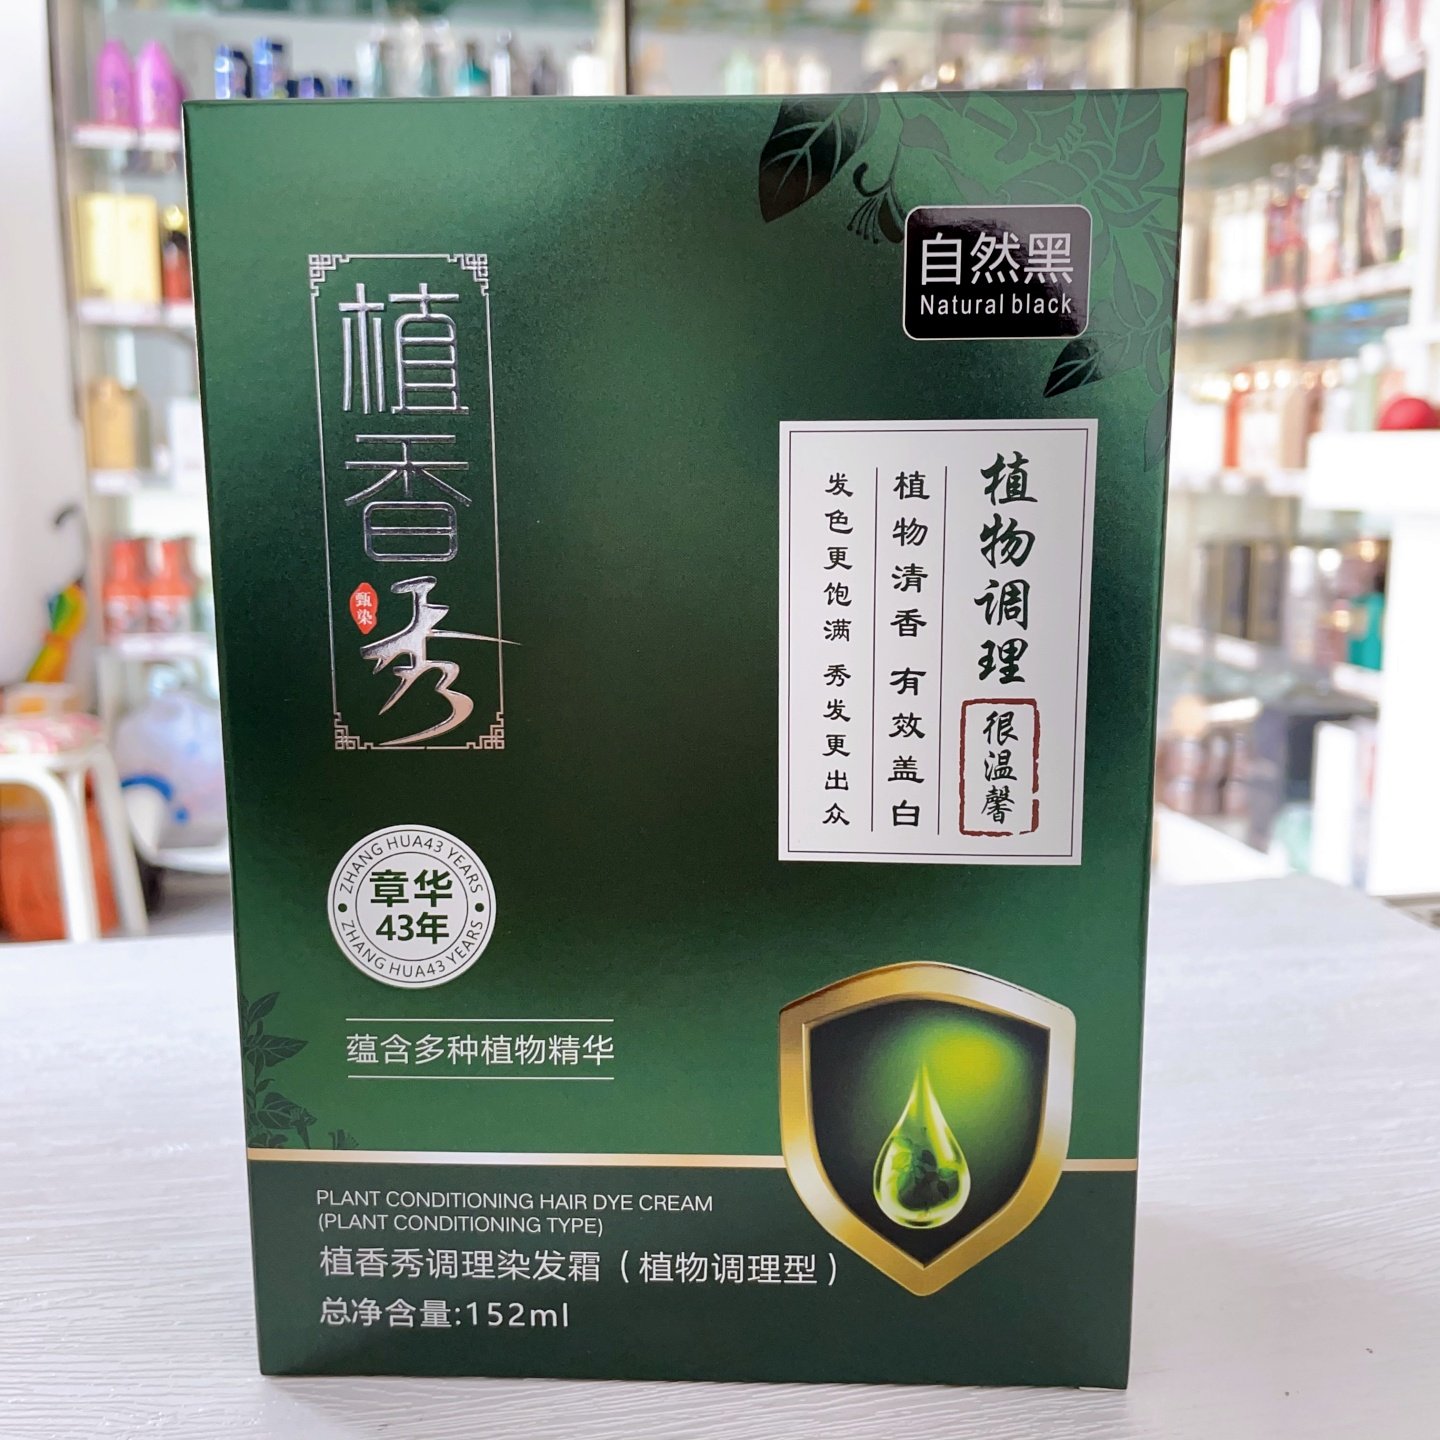 自然黑
Natural black
植香秀
甄染
植物调理
很温馨
植物清香 有效盖白
发色更饱满 秀发更出众
ZHANG HUA43 YEARS
章华
43年
ZHANG HUA43 YEARS
蕴含多种植物精华
PLANT CONDITIONING HAIR DYE CREAM
(PLANT CONDITIONING TYPE)
植香秀调理染发霜（植物调理型）
总净含量:152ml